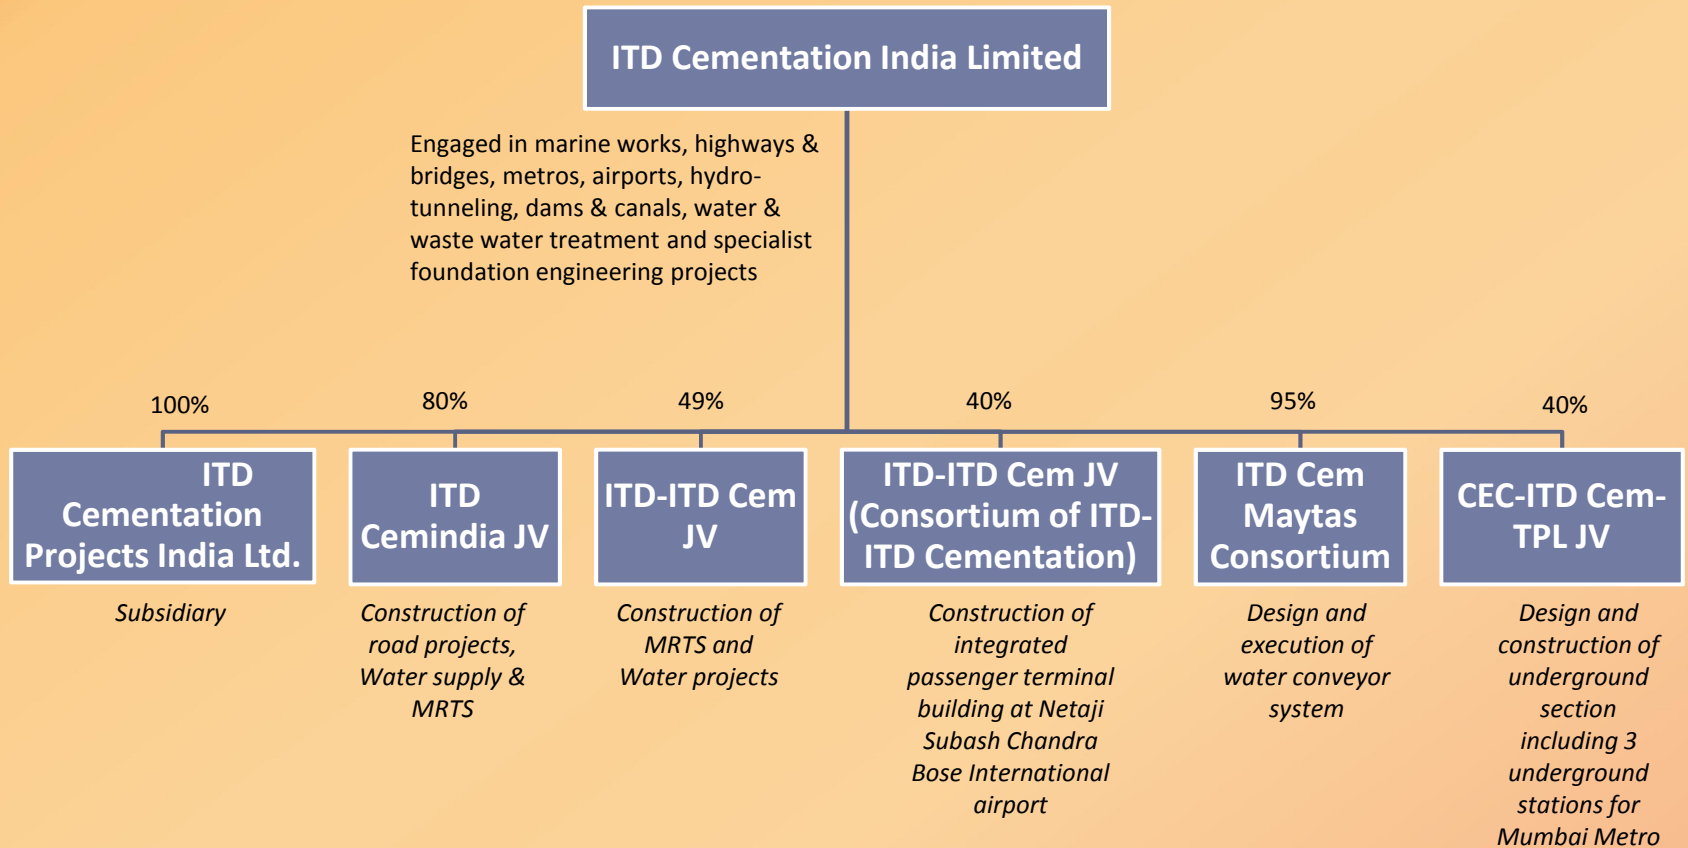 ITD Cementation India Limited
Engaged in marine works, highways &
bridges, metros, airports, hydro-
tunneling, dams & canals, water &
waste water treatment and specialist
foundation engineering projects
100%
80%
49%
40%
95%
40%
ITD
Cementation
Projects India Ltd.
ITD
Cemindia JV
ITD-ITD Cem
JV
ITD-ITD Cem JV
(Consortium of ITD-
ITD Cementation)
ITD Cem
Maytas
Consortium
CEC-ITD Cem-
TPL JV
Subsidiary
Construction of
road projects,
Water supply &
MRTS
Construction of
MRTS and
Water projects
Construction of
integrated
passenger terminal
building at Netaji
Subash Chandra
Bose International
airport
Design and
execution of
water conveyor
system
Design and
construction of
underground
section
including 3
underground
stations for
Mumbai Metro